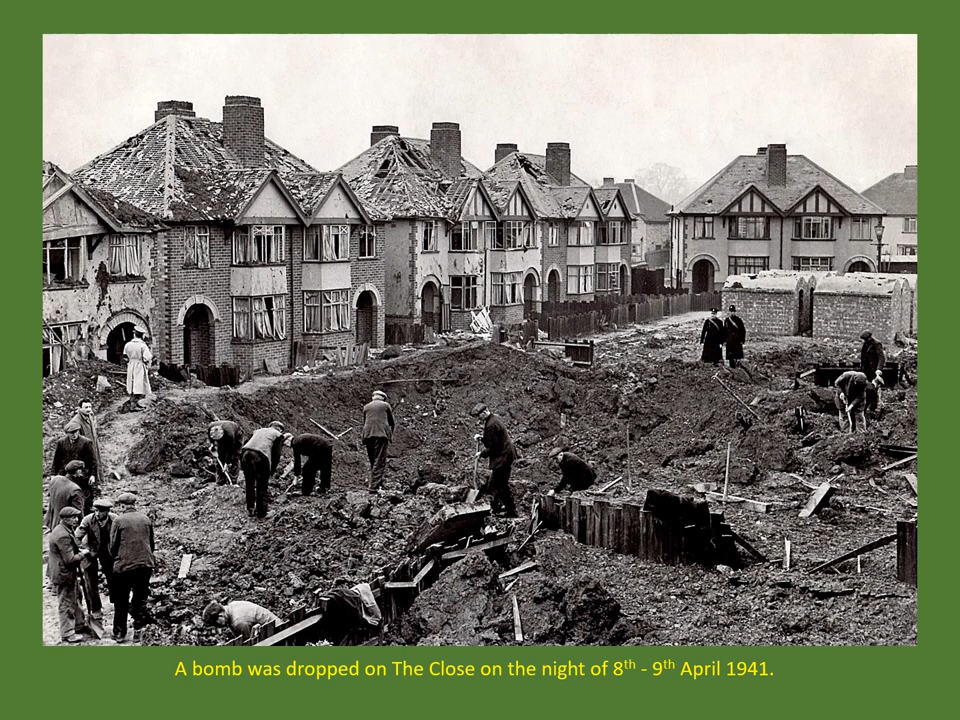 A bomb was dropped on The Close on the night of 8th - 9th April 1941.